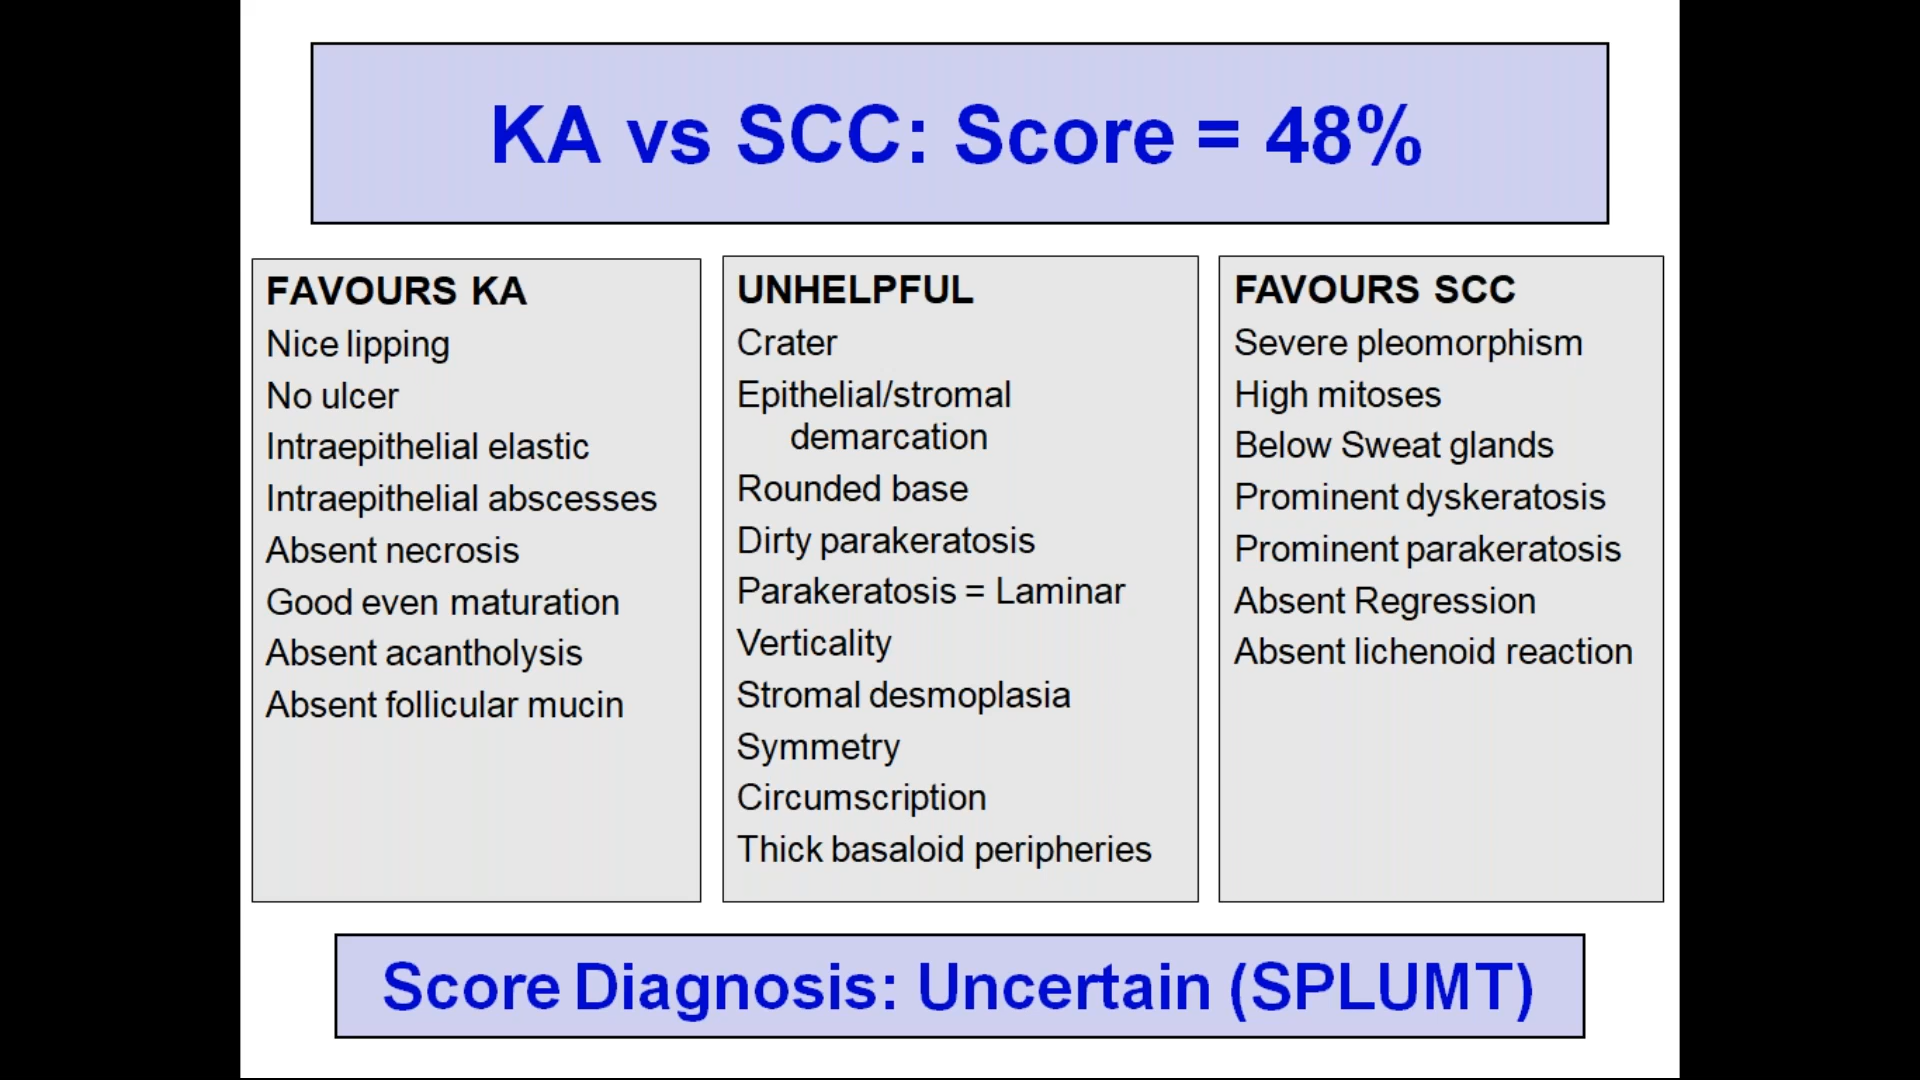 KA vs SCC: Score = 48%
FAVOURS KA
Nice lipping
No ulcer
Intraepithelial elastic
Intraepithelial abscesses
Absent necrosis
Good even maturation
Absent acantholysis
Absent follicular mucin
UNHELPFUL
Crater
Epithelial/stromal
demarcation
Rounded base
Dirty parakeratosis
Parakeratosis = Laminar
Verticality
Stromal desmoplasia
Symmetry
Circumscription
Thick basaloid peripheries
FAVOURS SCC
Severe pleomorphism
High mitoses
Below Sweat glands
Prominent dyskeratosis
Prominent parakeratosis
Absent Regression
Absent lichenoid reaction
Score Diagnosis: Uncertain (SPLUMT)